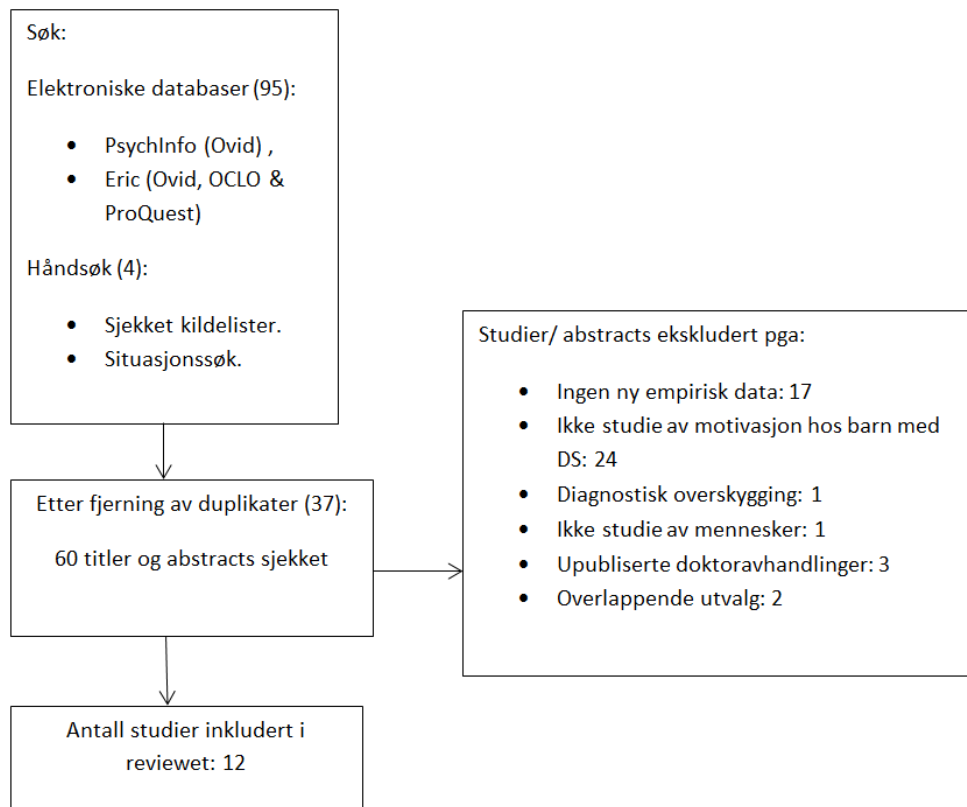 Søk:
Elektroniske databaser (95):
• PsychInfo (Ovid) ,
• Eric (Ovid, OCLO &
ProQuest)
Håndsøk (4):
• Sjekket kildelister.
• Situasjonssøk.
Etter fjerning av duplikater (37):
60 titler og abstracts sjekket
Studier/ abstracts ekskludert pga:
• Ingen ny empirisk data: 17
• Ikke studie av motivasjon hos barn med
DS: 24
• Diagnostisk overskygging: 1
• Ikke studie av mennesker: 1
• Upubliserte doktoravhandlinger: 3
• Overlappende utvalg: 2
Antall studier inkludert i
reviewet: 12